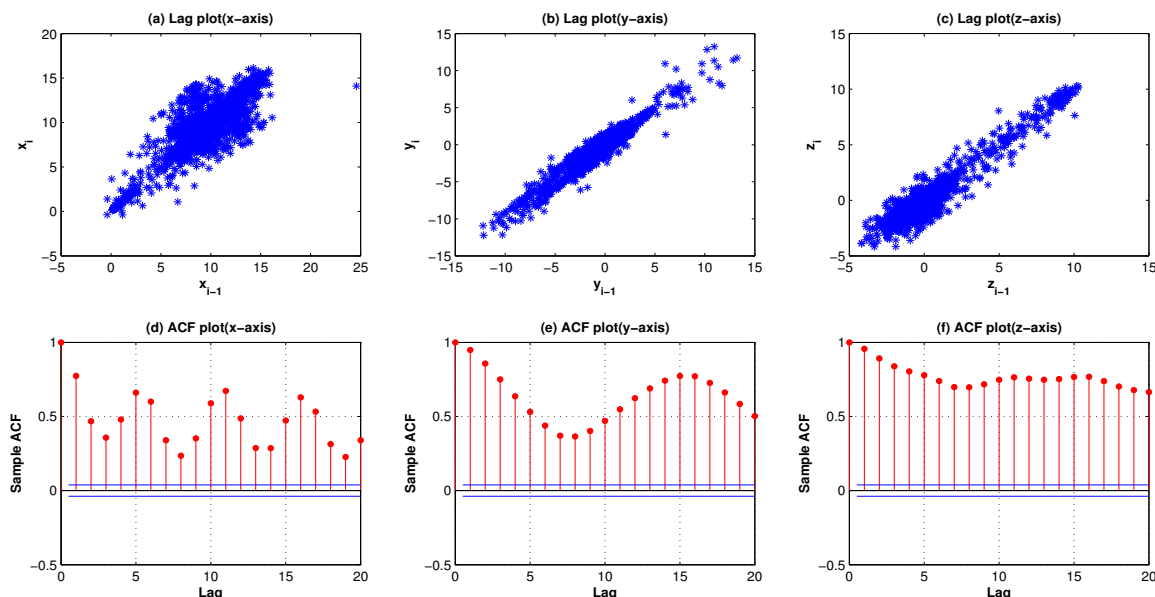 (a) Lag plot(x−axis)
20
15
10
5
0
−5
−5 0 5 10 15 20 25
x_i
x_{i−1}
(b) Lag plot(y−axis)
15
10
5
0
−5
−10
−15
−15 −10 −5 0 5 10 15
y_i
y_{i−1}
(c) Lag plot(z−axis)
15
10
5
0
−5
−5 0 5 10 15
z_i
z_{i−1}
(d) ACF plot(x−axis)
1
0.5
0
−0.5
0 5 10 15 20
Sample ACF
Lag
(e) ACF plot(y−axis)
1
0.5
0
−0.5
0 5 10 15 20
Sample ACF
Lag
(f) ACF plot(z−axis)
1
0.5
0
−0.5
0 5 10 15 20
Sample ACF
Lag